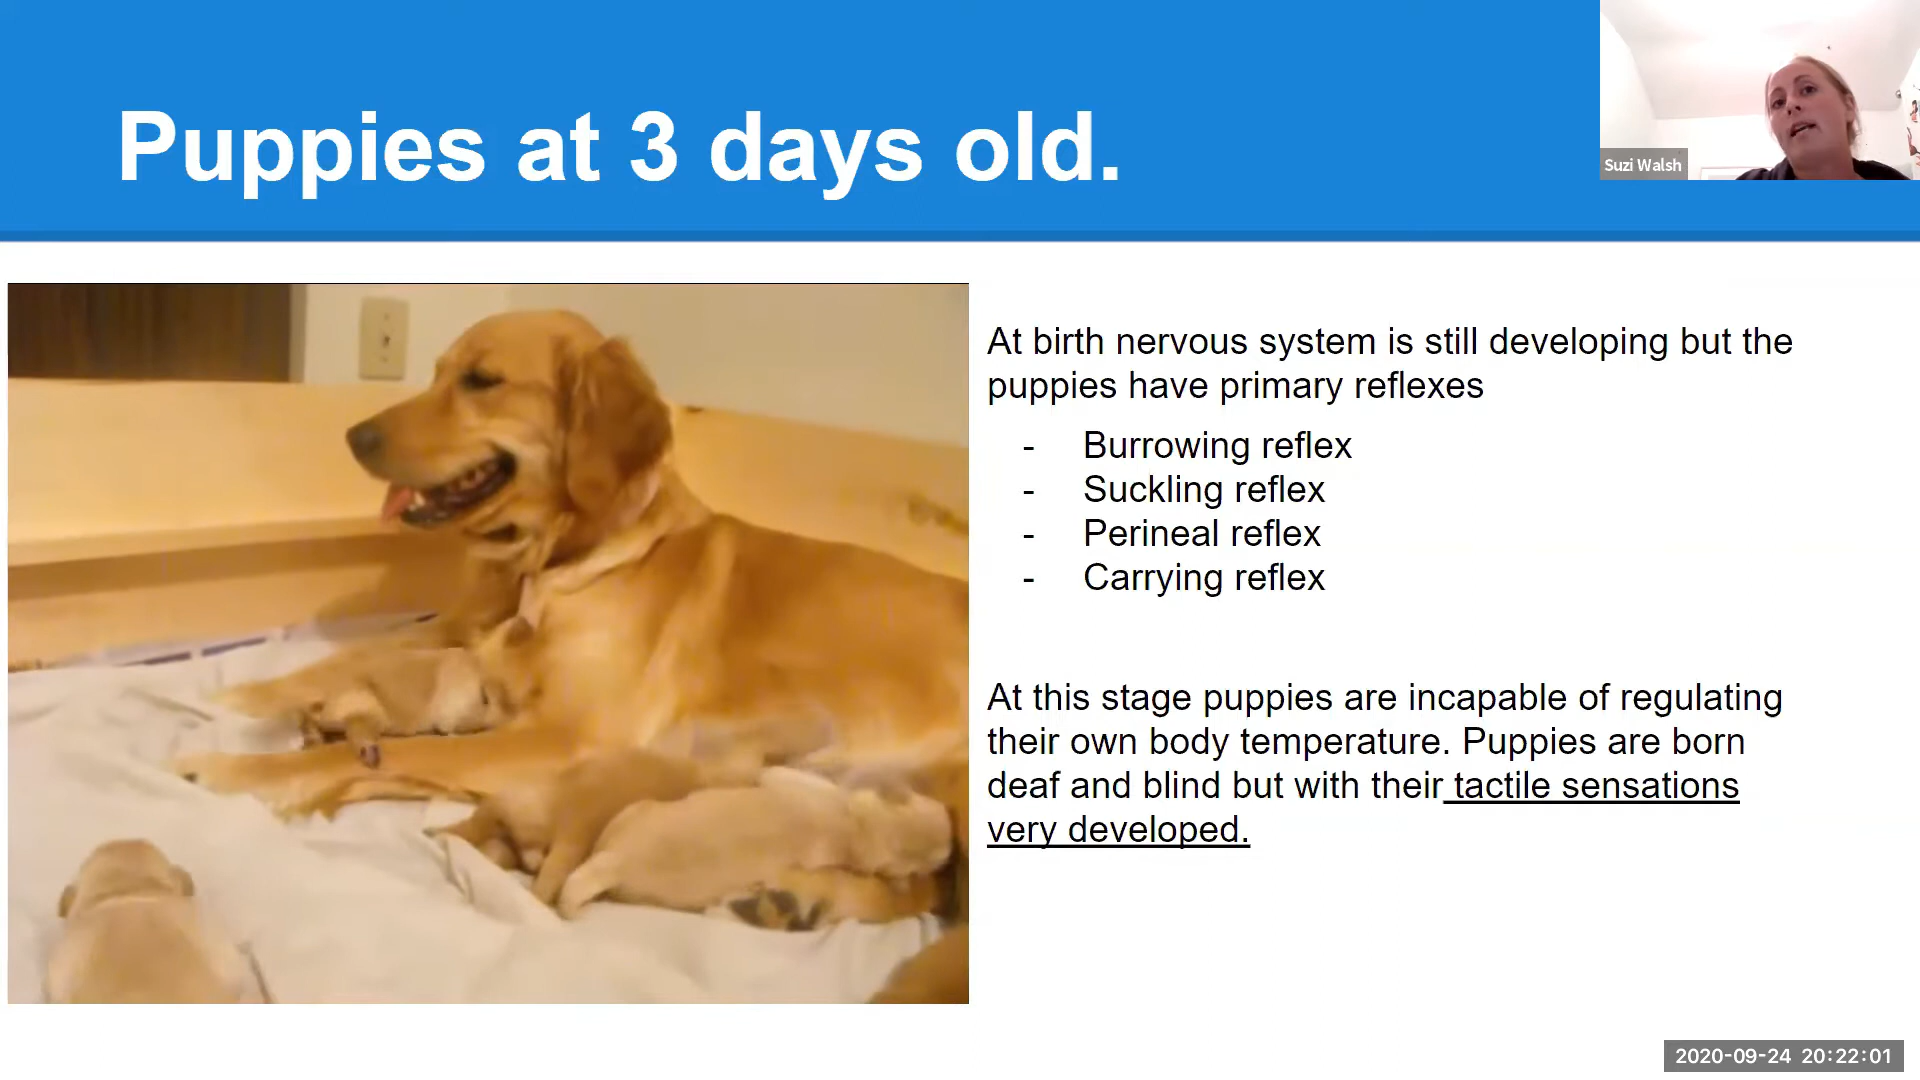 Puppies at 3 days old.
Suzi Walsh
At birth nervous system is still developing but the
puppies have primary reflexes
- Burrowing reflex
- Suckling reflex
- Perineal reflex
- Carrying reflex
At this stage puppies are incapable of regulating
their own body temperature. Puppies are born
deaf and blind but with their tactile sensations
very developed.
2020-09-24 20:22:01